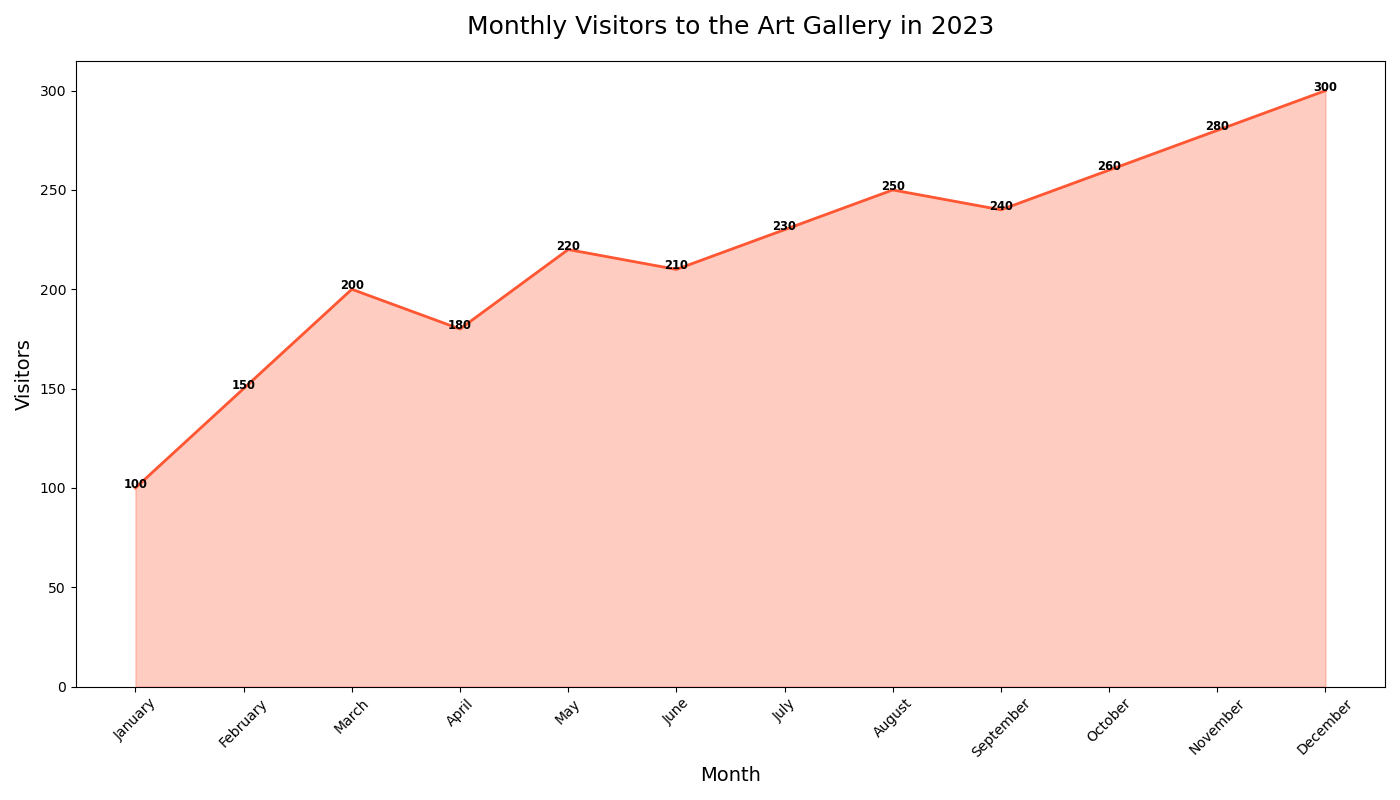 Monthly Visitors to the Art Gallery in 2023
Visitors
300
250
200
150
100
50
0
100
150
200
180
220
210
230
250
240
260
280
300
January
February
March
April
May
June
July
August
September
October
November
December
Month